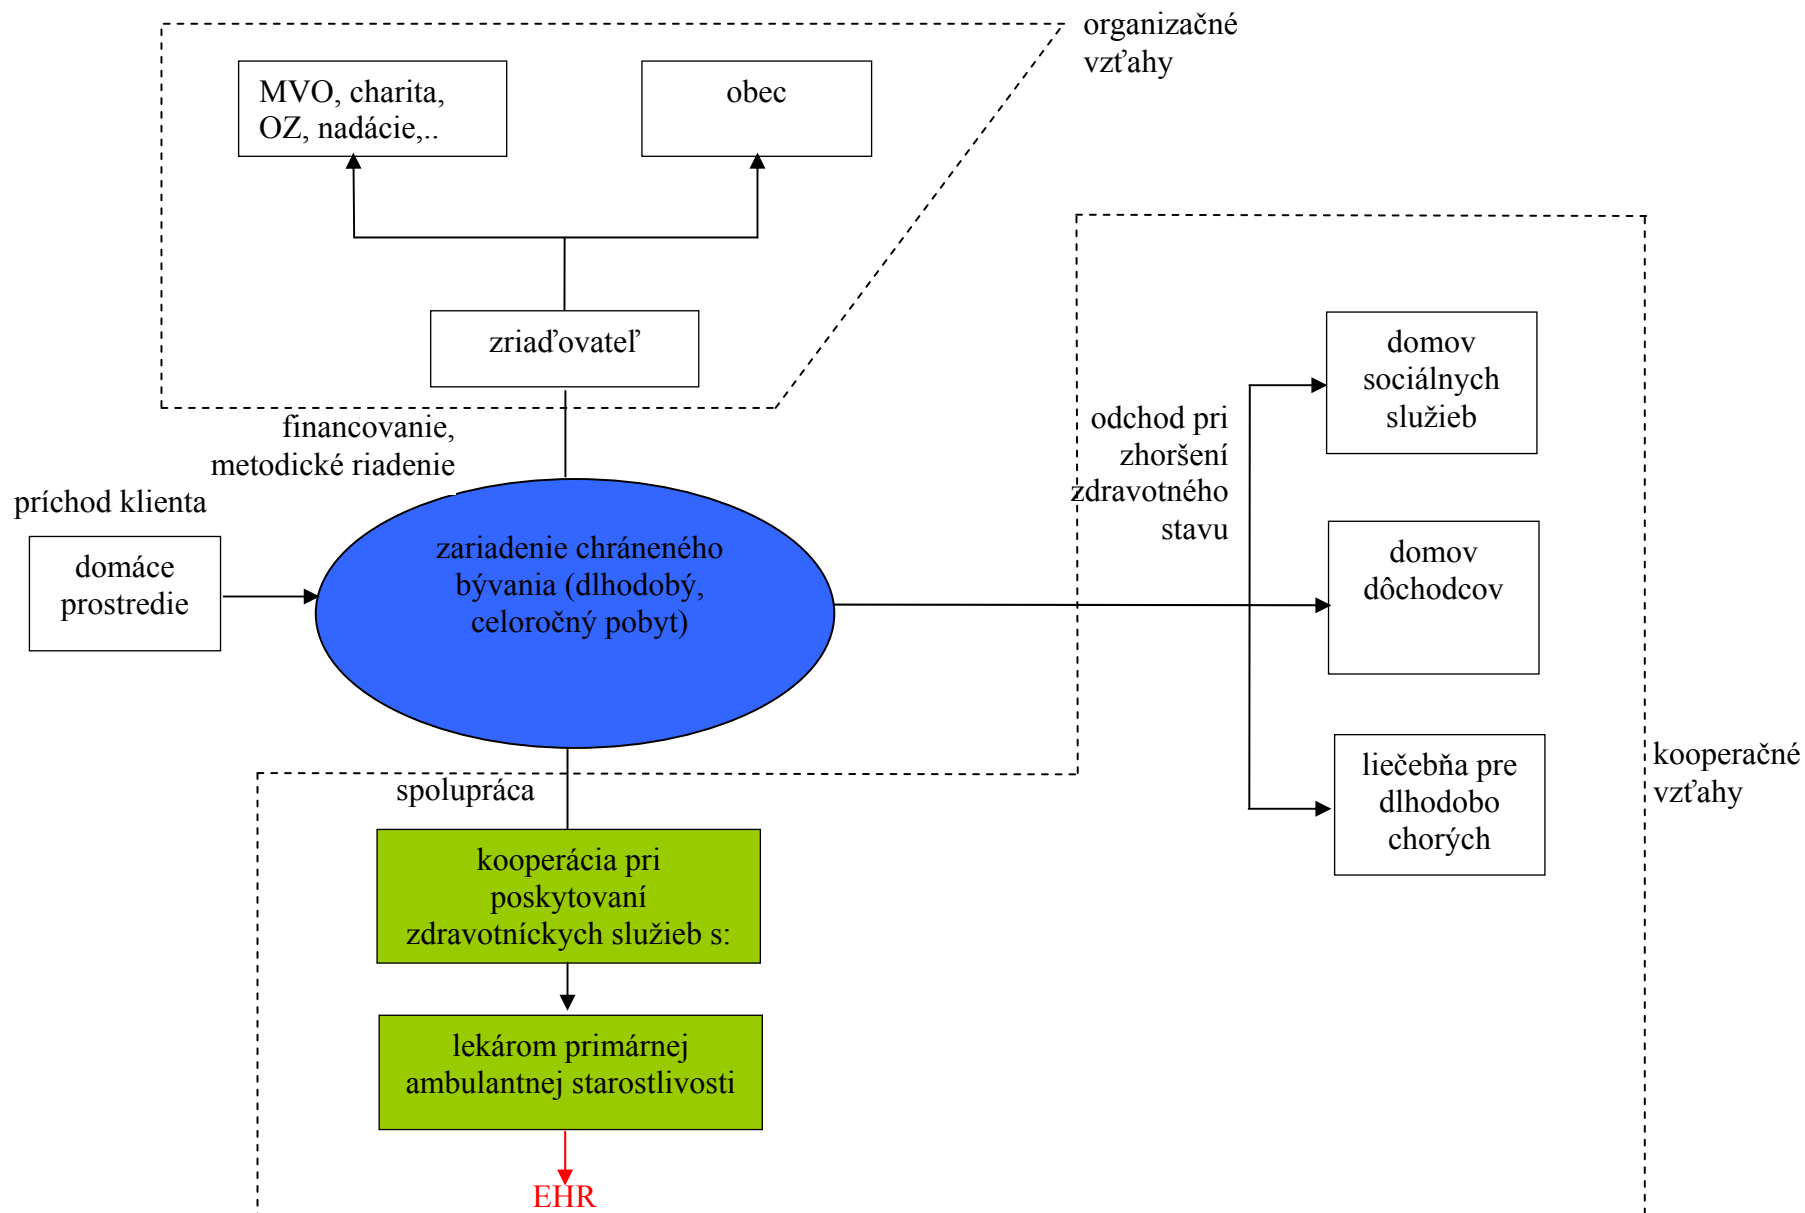 organizačné
vzťahy
MVO, charita,
OZ, nadácie,..
obec
zriaďovateľ
financovanie,
metodické riadenie
príchod klienta
domáce
prostredie
zariadenie chráneného
bývania (dlhodobý,
celoročný pobyt)
odchod pri
zhoršení
zdravotného
stavu
domov
sociálnych
služieb
domov
dôchodcov
liečebňa pre
dlhodobo
chorých
kooperačné
vzťahy
spolupráca
kooperácia pri
poskytovaní
zdravotníckych služieb s:
lekárom primárnej
ambulantnej starostlivosti
EHR